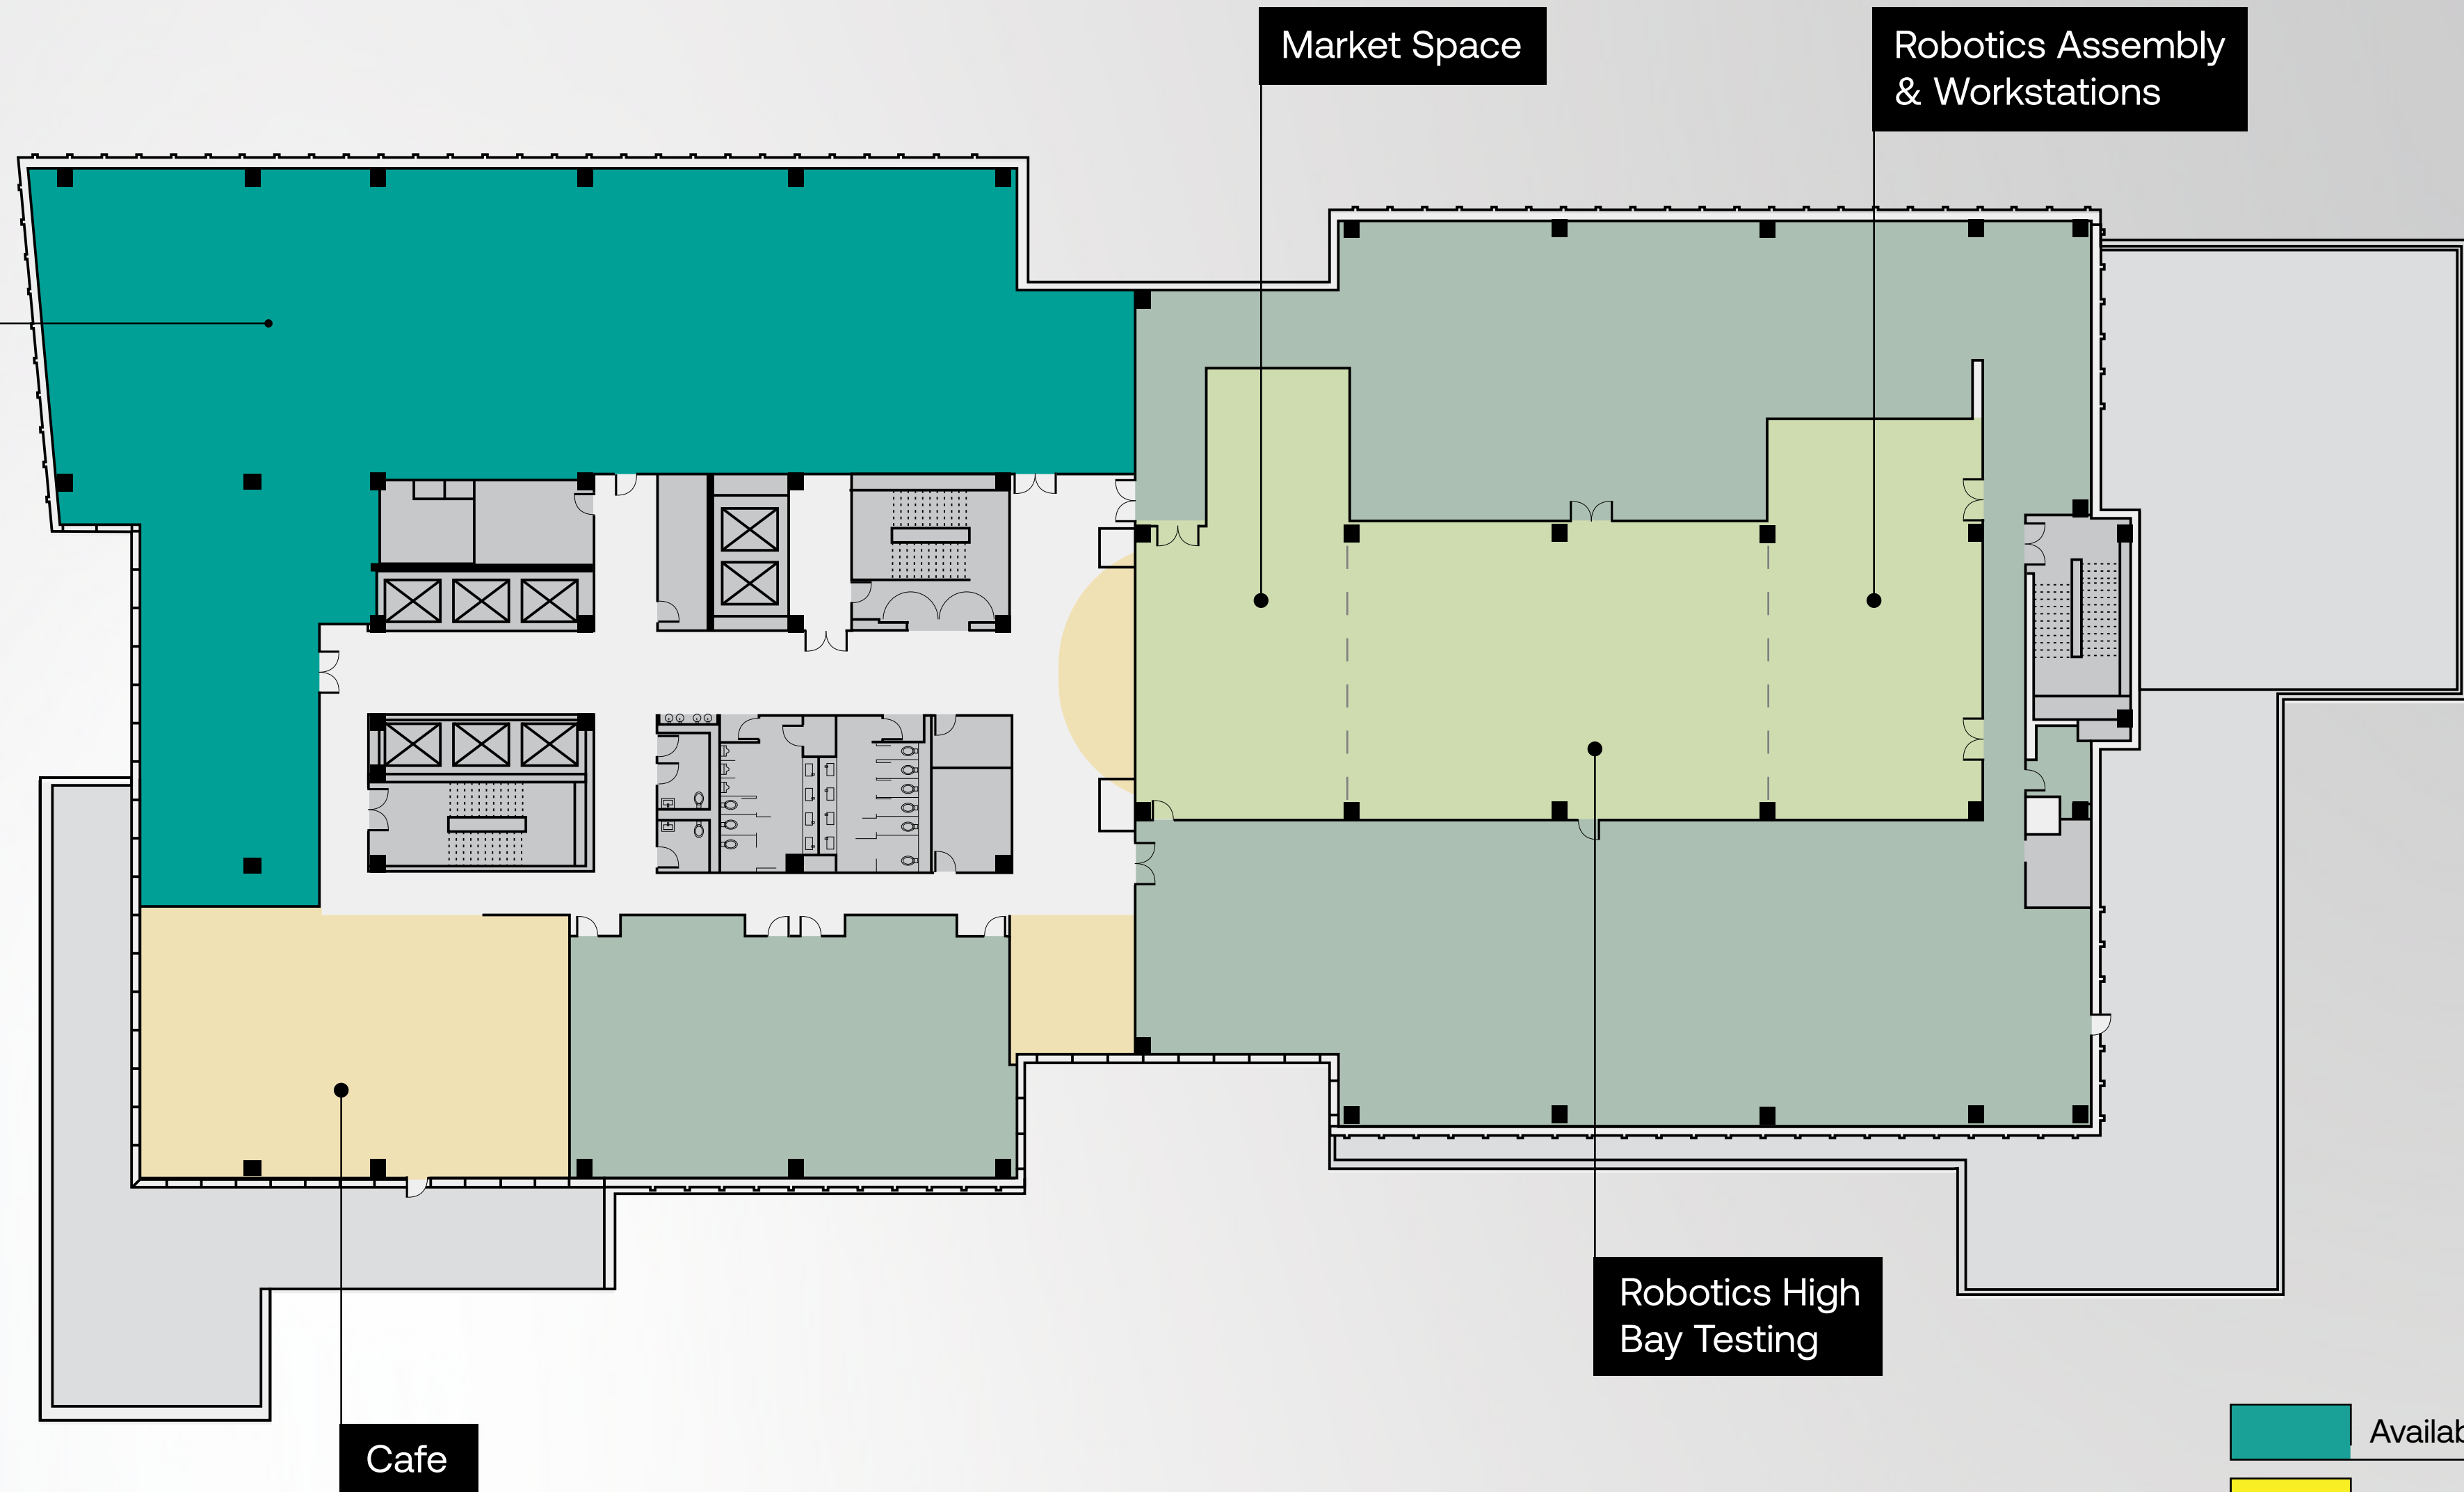 Market Space
Robotics Assembly
& Workstations
Robotics High
Bay Testing
Cafe